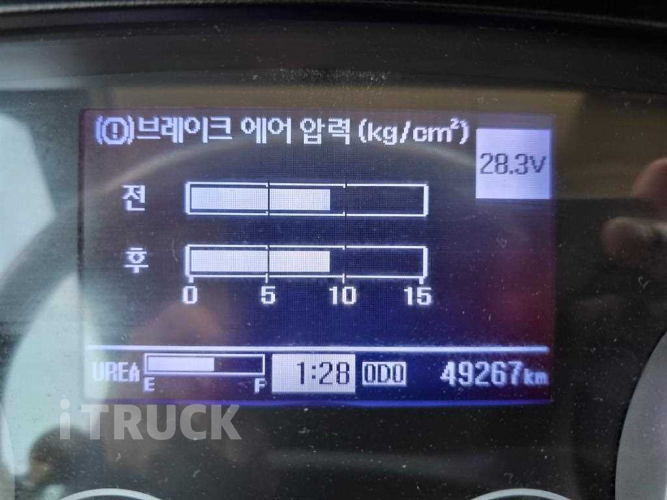 (!)브레이크 에어 압력 (kg/cm²)
28.3V
전
후
0 5 10 15
UREA E F 1:28 ODO 49267km
iTRUCK